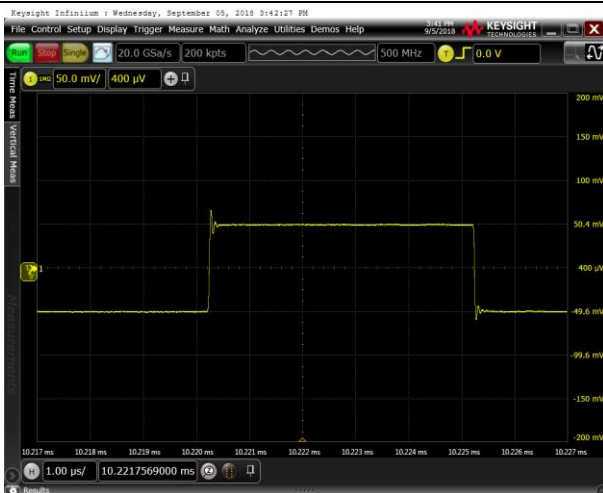 Keysight Infiniium : Wednesday, September 05, 2018 3:42:27 PM
File Control Setup Display Trigger Measure Math Analyze Utilities Demos Help
3:41 PM
9/5/2018
KEYSIGHT
TECHNOLOGIES
Run Stop Single 20.0 GSa/s 200 kpts 500 MHz T 0.0 V
1 1MΩ 50.0 mV/ 400 µV
Time Meas
Vertical Meas
Measurements
200 mV
150 mV
100 mV
50.4 mV
400 µV
-49.6 mV
-99.6 mV
-150 mV
-200 mV
10.217 ms 10.218 ms 10.219 ms 10.220 ms 10.221 ms 10.222 ms 10.223 ms 10.224 ms 10.225 ms 10.226 ms 10.227 ms
H 1.00 µs/ 10.2217569000 ms
Results